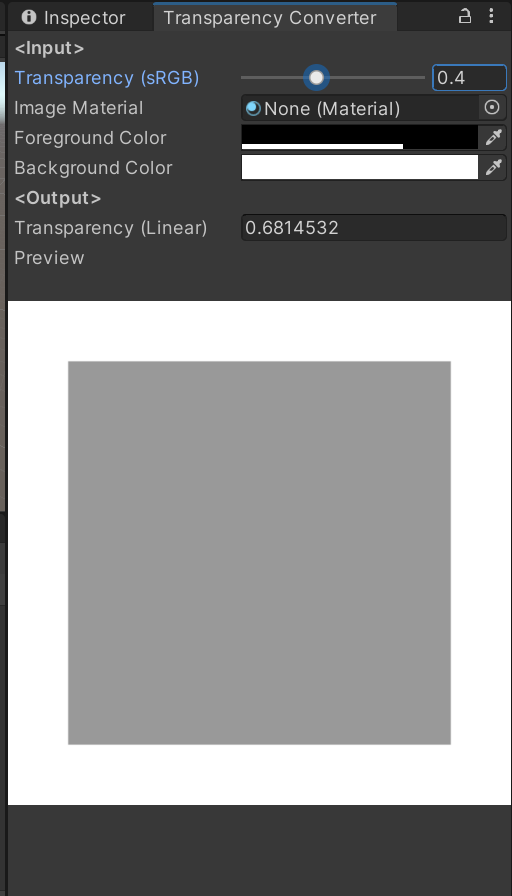 Inspector
Transparency Converter
<Input>
Transparency (sRGB)
0.4
Image Material
None (Material)
Foreground Color
Background Color
<Output>
Transparency (Linear)
0.6814532
Preview